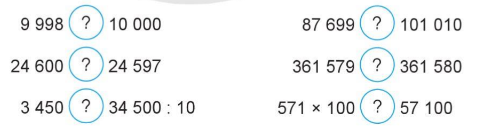 9 998 ? 10 000
24 600 ? 24 597
3 450 ? 34 500 : 10
87 699 ? 101 010
361 579 ? 361 580
571 × 100 ? 57 100